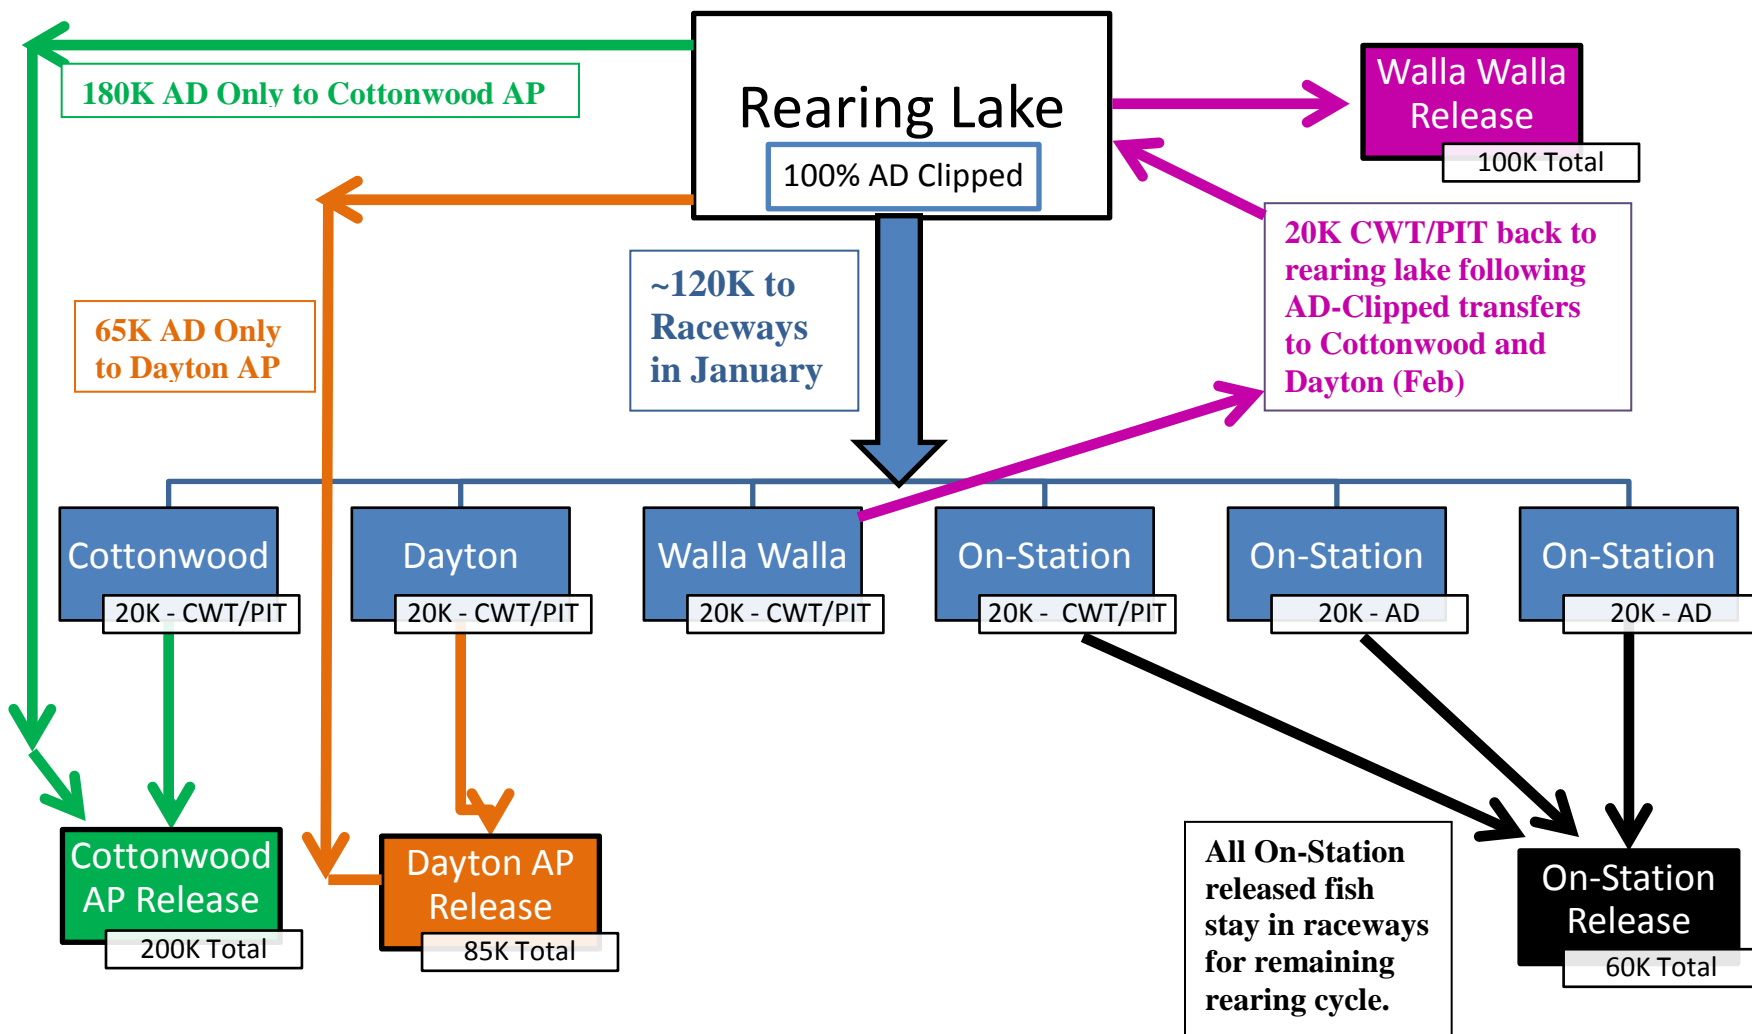 180K AD Only to Cottonwood AP
Rearing Lake
100% AD Clipped
Walla Walla
Release
100K Total
65K AD Only
to Dayton AP
~120K to
Raceways
in January
20K CWT/PIT back to
rearing lake following
AD-Clipped transfers
to Cottonwood and
Dayton (Feb)
Cottonwood
20K - CWT/PIT
Dayton
20K - CWT/PIT
Walla Walla
20K - CWT/PIT
On-Station
20K - CWT/PIT
On-Station
20K - AD
On-Station
20K - AD
Cottonwood
AP Release
200K Total
Dayton AP
Release
85K Total
All On-Station
released fish
stay in raceways
for remaining
rearing cycle.
On-Station
Release
60K Total